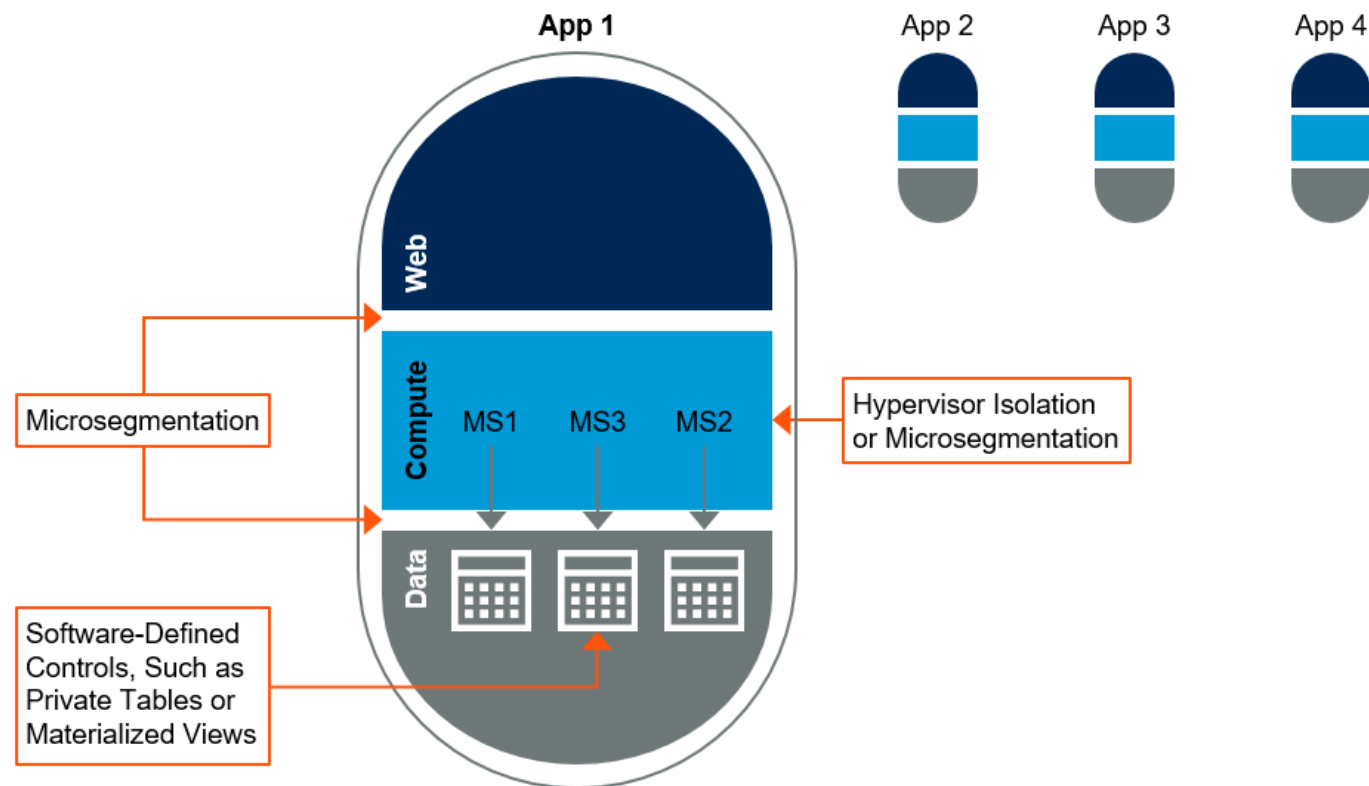 App 1
App 2
App 3
App 4
Web
Microsegmentation
Compute
MS1
MS3
MS2
Hypervisor Isolation
or Microsegmentation
Data
Software-Defined
Controls, Such as
Private Tables or
Materialized Views